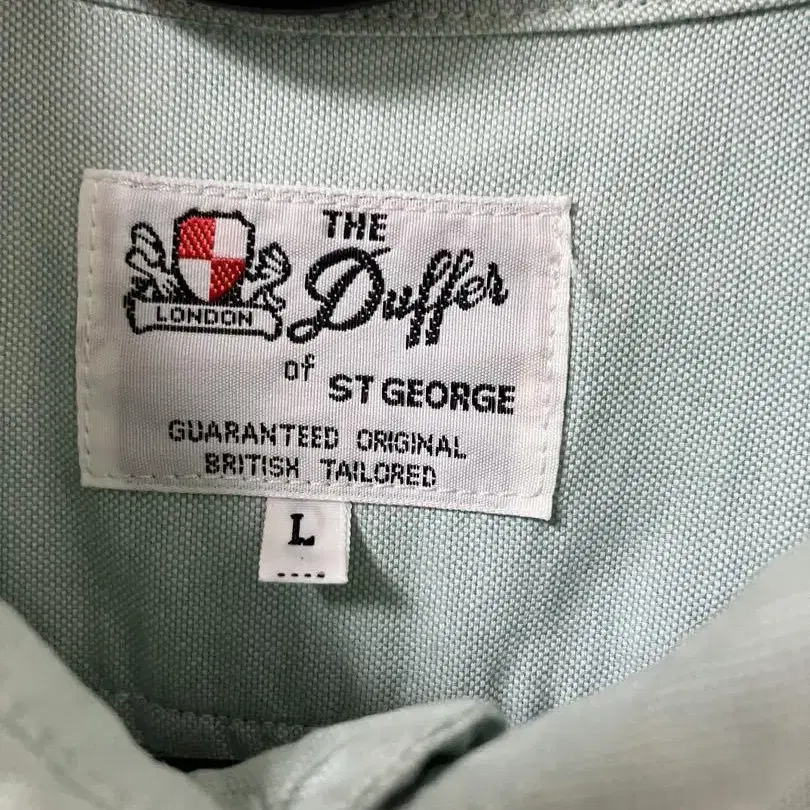 THE
Duffer
LONDON
of ST GEORGE
GUARANTEED ORIGINAL
BRITISH TAILORED
L